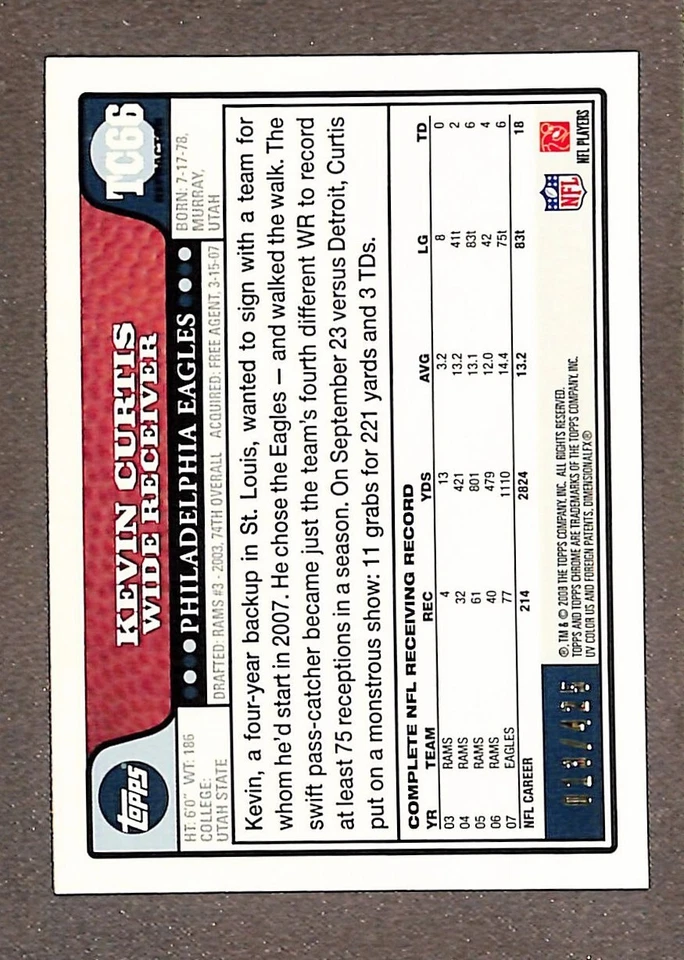 TOPPS
KEVIN CURTIS
WIDE RECEIVER
TC66
PHILADELPHIA EAGLES
HT: 6'0" WT: 186
COLLEGE:
UTAH STATE
DRAFTED: RAMS #3 - 2003, 74TH OVERALL ACQUIRED: FREE AGENT, 3-15-07
BORN: 7-17-78,
MURRAY,
UTAH
Kevin, a four-year backup in St. Louis, wanted to sign with a team for
whom he'd start in 2007. He chose the Eagles — and walked the walk. The
swift pass-catcher became just the team's fourth different WR to record
at least 75 receptions in a season. On September 23 versus Detroit, Curtis
put on a monstrous show: 11 grabs for 221 yards and 3 TDs.
COMPLETE NFL RECEIVING RECORD
YR TEAM REC YDS AVG LG TD
03 RAMS 4 13 3.2 8 0
04 RAMS 32 421 13.2 41t 2
05 RAMS 61 801 13.1 83t 6
06 RAMS 40 479 12.0 42 4
07 EAGLES 77 1110 14.4 75t 6
NFL CAREER 214 2824 13.2 83t 18
®, TM & © 2008 THE TOPPS COMPANY, INC. ALL RIGHTS RESERVED.
TOPPS AND TOPPS CHROME ARE TRADEMARKS OF THE TOPPS COMPANY, INC.
UV COLOR US AND FOREIGN PATENTS, DIMENSIONALFX®
NFL
NFL PLAYERS